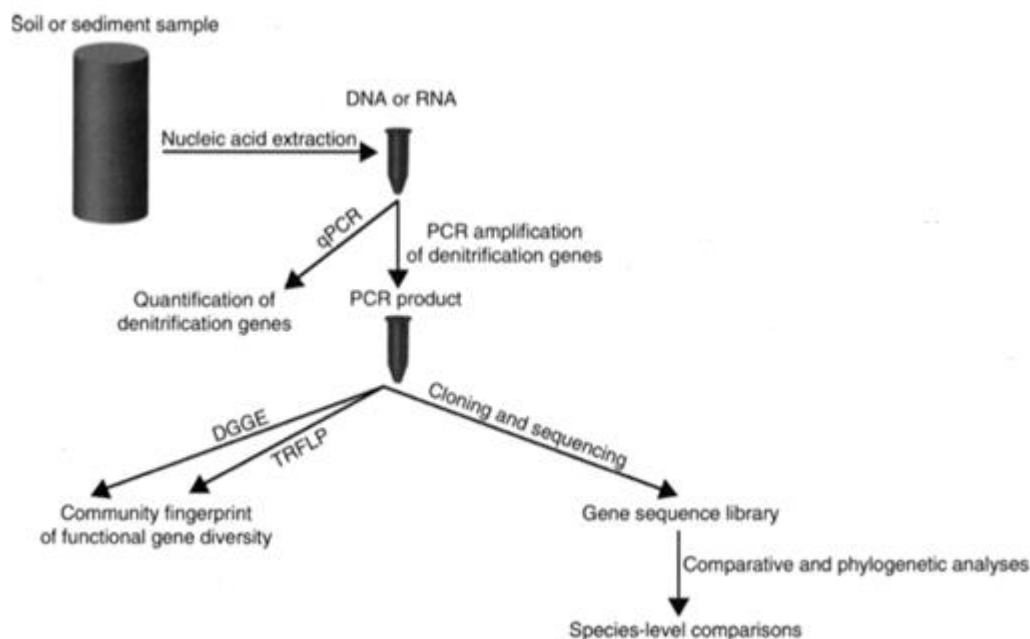 Soil or sediment sample
DNA or RNA
Nucleic acid extraction
qPCR
PCR amplification
of denitrification genes
Quantification of
denitrification genes
PCR product
DGGE
TRFLP
Cloning and sequencing
Community fingerprint
of functional gene diversity
Gene sequence library
Comparative and phylogenetic analyses
Species-level comparisons